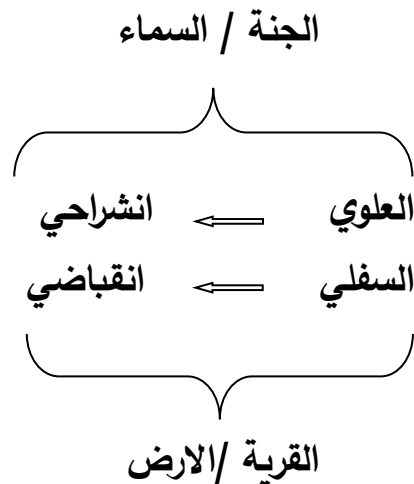 الجنة / السماء
العلوي انشراحي
السفلي انقباضي
القرية /الارض